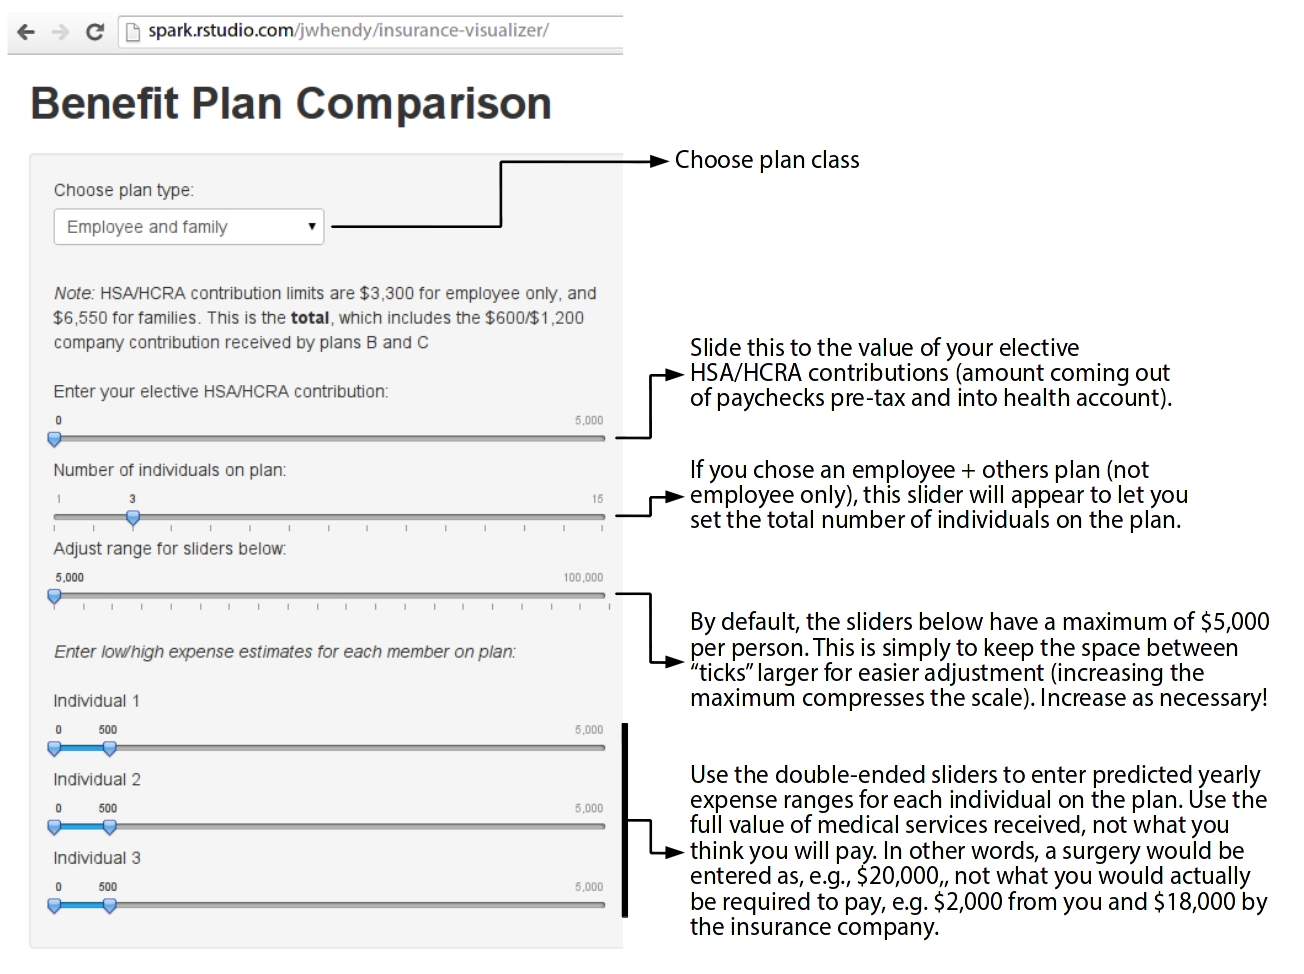 spark.rstudio.com/jwhendy/insurance-visualizer/
Benefit Plan Comparison
Choose plan class
Choose plan type:
Employee and family
Note: HSA/HCRA contribution limits are $3,300 for employee only, and
$6,550 for families. This is the total, which includes the $600/$1,200
company contribution received by plans B and C
Slide this to the value of your elective
HSA/HCRA contributions (amount coming out
of paychecks pre-tax and into health account).
Enter your elective HSA/HCRA contribution:
0 5,000
Number of individuals on plan:
1 3 15
If you chose an employee + others plan (not
employee only), this slider will appear to let you
set the total number of individuals on the plan.
Adjust range for sliders below:
5,000 100,000
By default, the sliders below have a maximum of $5,000
per person. This is simply to keep the space between
“ticks” larger for easier adjustment (increasing the
maximum compresses the scale). Increase as necessary!
Enter low/high expense estimates for each member on plan:
Individual 1
0 500 5,000
Individual 2
0 500 5,000
Individual 3
0 500 5,000
Use the double-ended sliders to enter predicted yearly
expense ranges for each individual on the plan. Use the
full value of medical services received, not what you
think you will pay. In other words, a surgery would be
entered as, e.g., $20,000,, not what you would actually
be required to pay, e.g. $2,000 from you and $18,000 by
the insurance company.